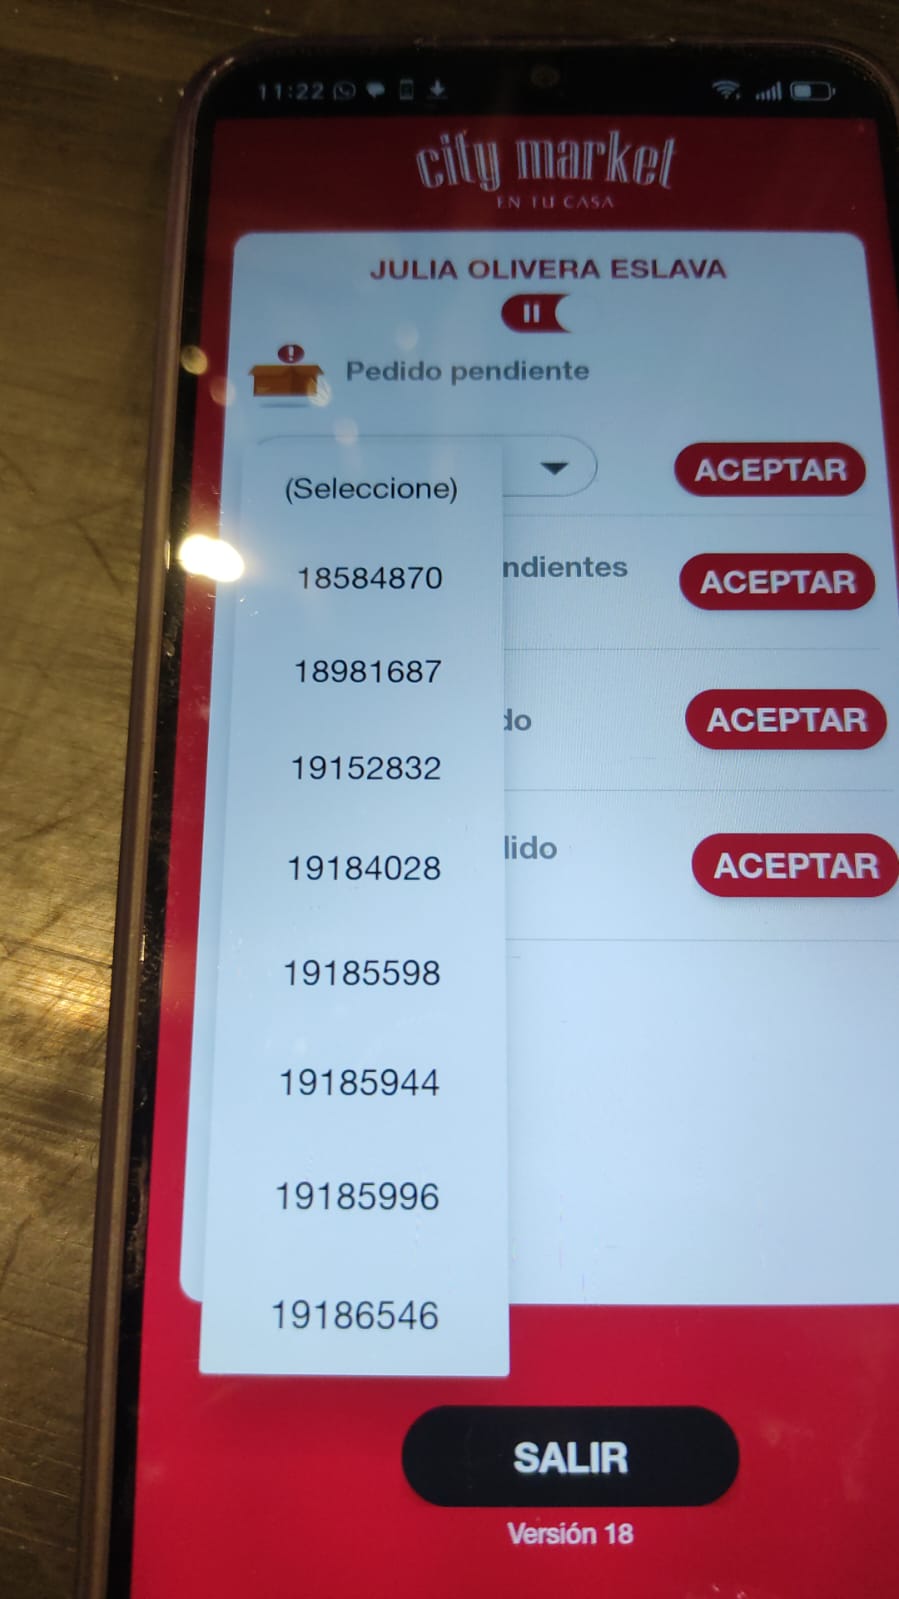 11:22
city market
EN TU CASA
JULIA OLIVERA ESLAVA
Pedido pendiente
(Seleccione)
ACEPTAR
18584870
ndientes
ACEPTAR
18981687
do
ACEPTAR
19152832
lido
ACEPTAR
19184028
19185598
19185944
19185996
19186546
SALIR
Versión 18